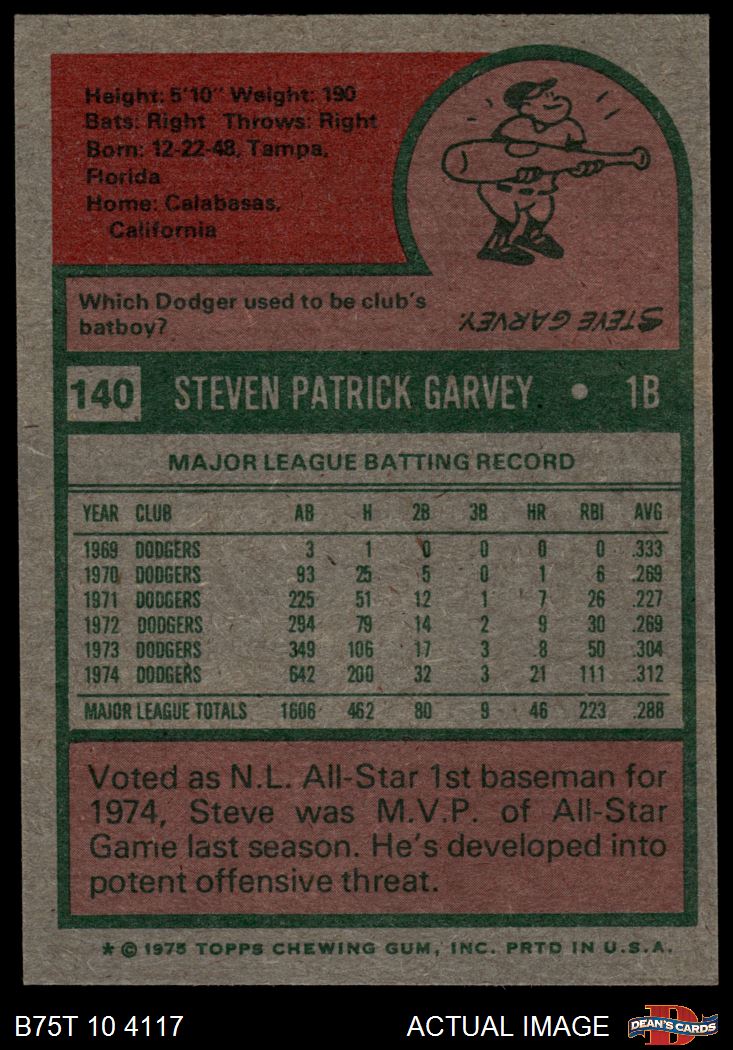 Height: 5'10" Weight: 190
Bats: Right Throws: Right
Born: 12-22-48, Tampa,
Florida
Home: Calabasas,
California
Which Dodger used to be club's
batboy?
STEVE GARVEY.
140 STEVEN PATRICK GARVEY • 1B
MAJOR LEAGUE BATTING RECORD
YEAR CLUB AB H 2B 3B HR RBI AVG
1969 DODGERS 3 1 0 0 0 0 .333
1970 DODGERS 93 25 5 0 1 6 .269
1971 DODGERS 225 51 12 1 7 26 .227
1972 DODGERS 294 79 14 2 9 30 .269
1973 DODGERS 349 106 17 3 8 50 .304
1974 DODGERS 642 200 32 3 21 111 .312
MAJOR LEAGUE TOTALS 1606 462 80 9 46 223 .288
Voted as N.L. All-Star 1st baseman for
1974, Steve was M.V.P. of All-Star
Game last season. He's developed into
potent offensive threat.
* © 1975 TOPPS CHEWING GUM, INC. PRTD IN U.S.A.
B75T 10 4117 ACTUAL IMAGE D DEAN'S CARDS